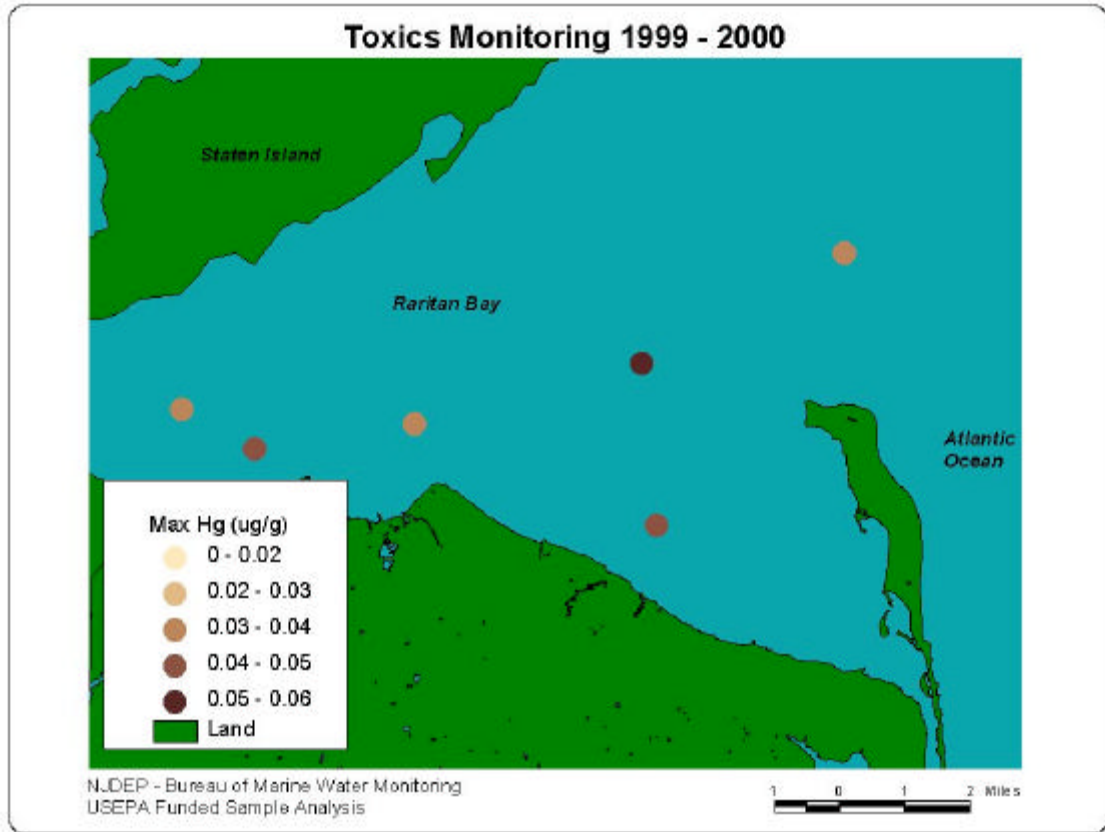 Toxics Monitoring 1999 - 2000
Staten Island
Raritan Bay
Atlantic
Ocean
Max Hg (ug/g)
0 - 0.02
0.02 - 0.03
0.03 - 0.04
0.04 - 0.05
0.05 - 0.06
Land
NJDEP - Bureau of Marine Water Monitoring
USEPA Funded Sample Analysis
1 0 1 2 Miles